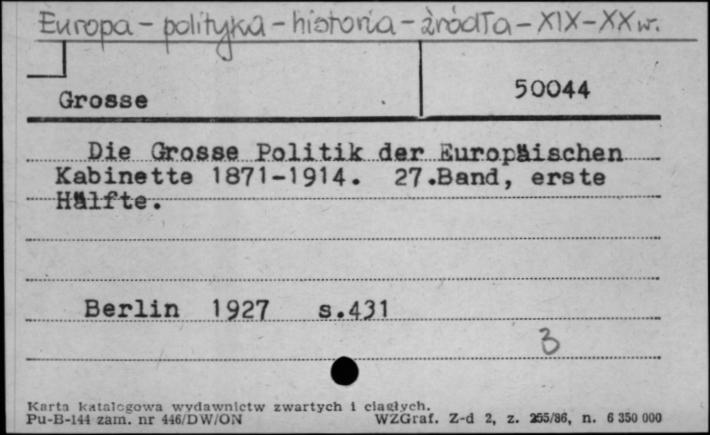 Europa – polityka – historia – źródła – XIX–XX w.
Grosse
50044
Die Grosse Politik der Europäischen
Kabinette 1871-1914. 27.Band, erste
Hälfte.
Berlin 1927 s.431
3
Karta katalogowa wydawnictw zwartych i ciągłych.
Pu-B-144 zam. nr 446/DW/ON WZGraf. Z-d 2, z. 255/86, n. 6 350 000